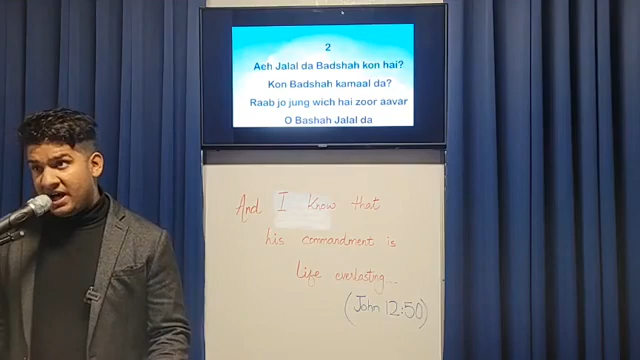 2
Aeh Jalal da Badshah kon hai?
Kon Badshah kamaal da?
Raab jo jung wich hai zoor aavar
O Bashah Jalal da
And I know that
his commandment is
life everlasting...
(John 12:50)